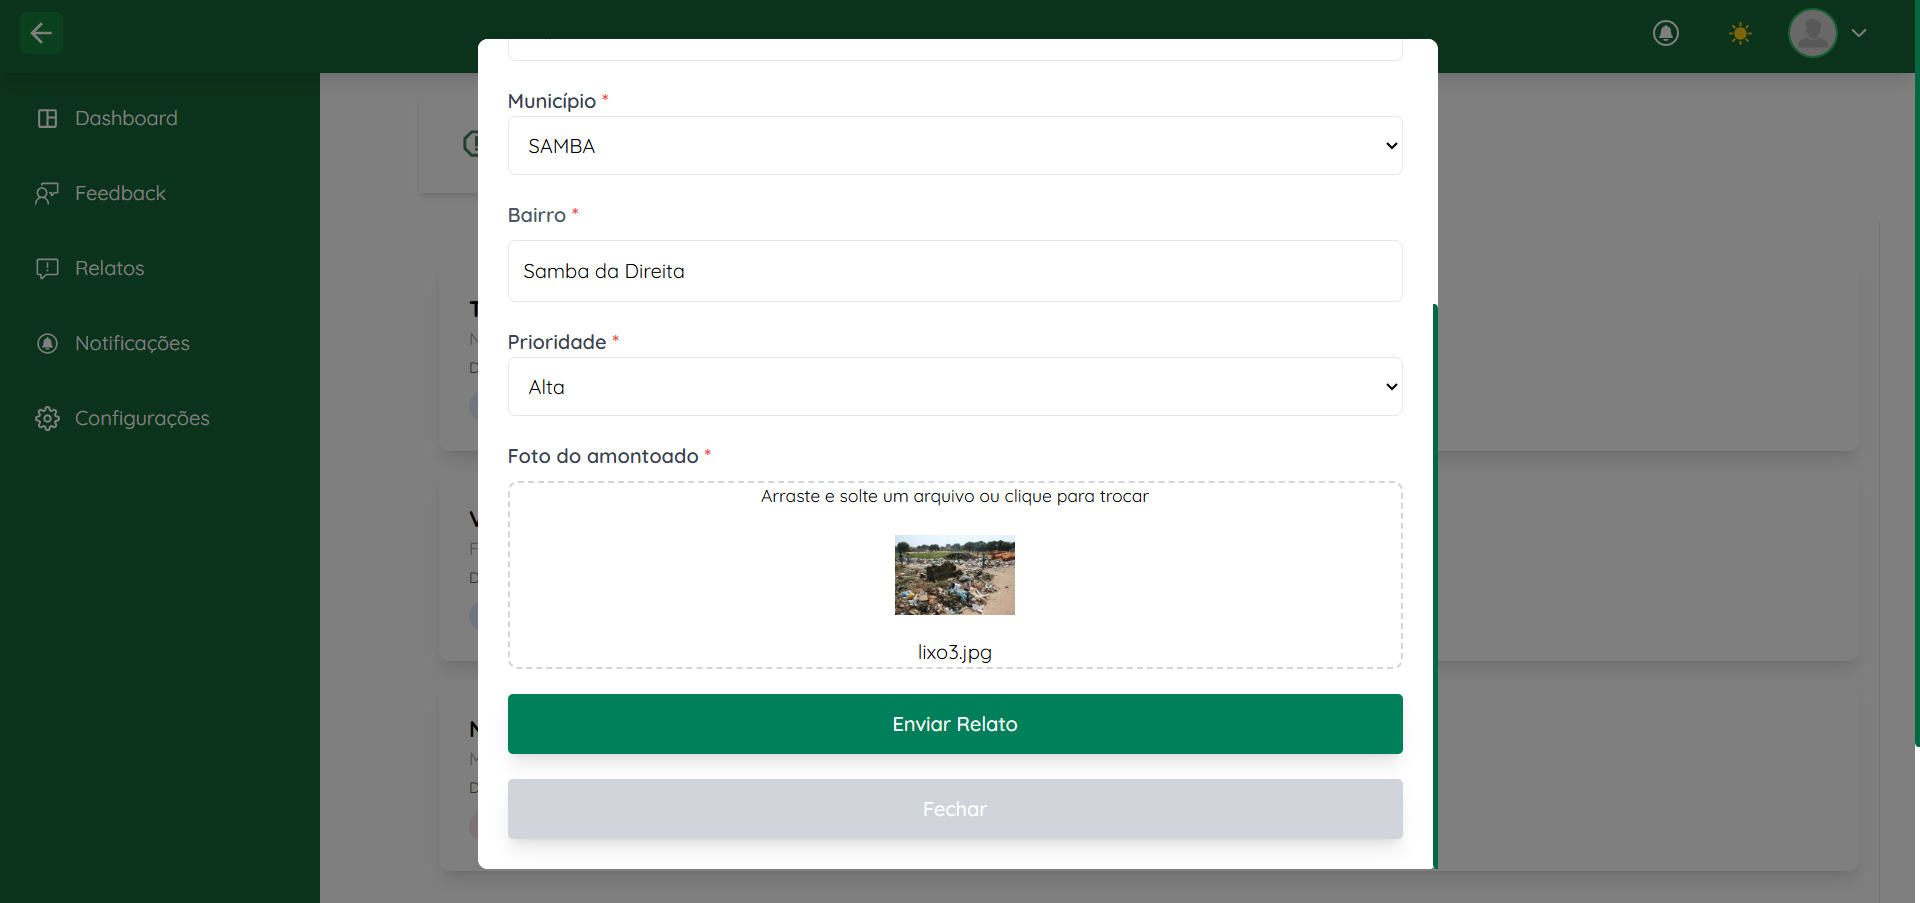 Dashboard
Feedback
Relatos
Notificações
Configurações
Município *
SAMBA
Bairro *
Samba da Direita
Prioridade *
Alta
Foto do amontoado *
Arraste e solte um arquivo ou clique para trocar
lixo3.jpg
Enviar Relato
Fechar